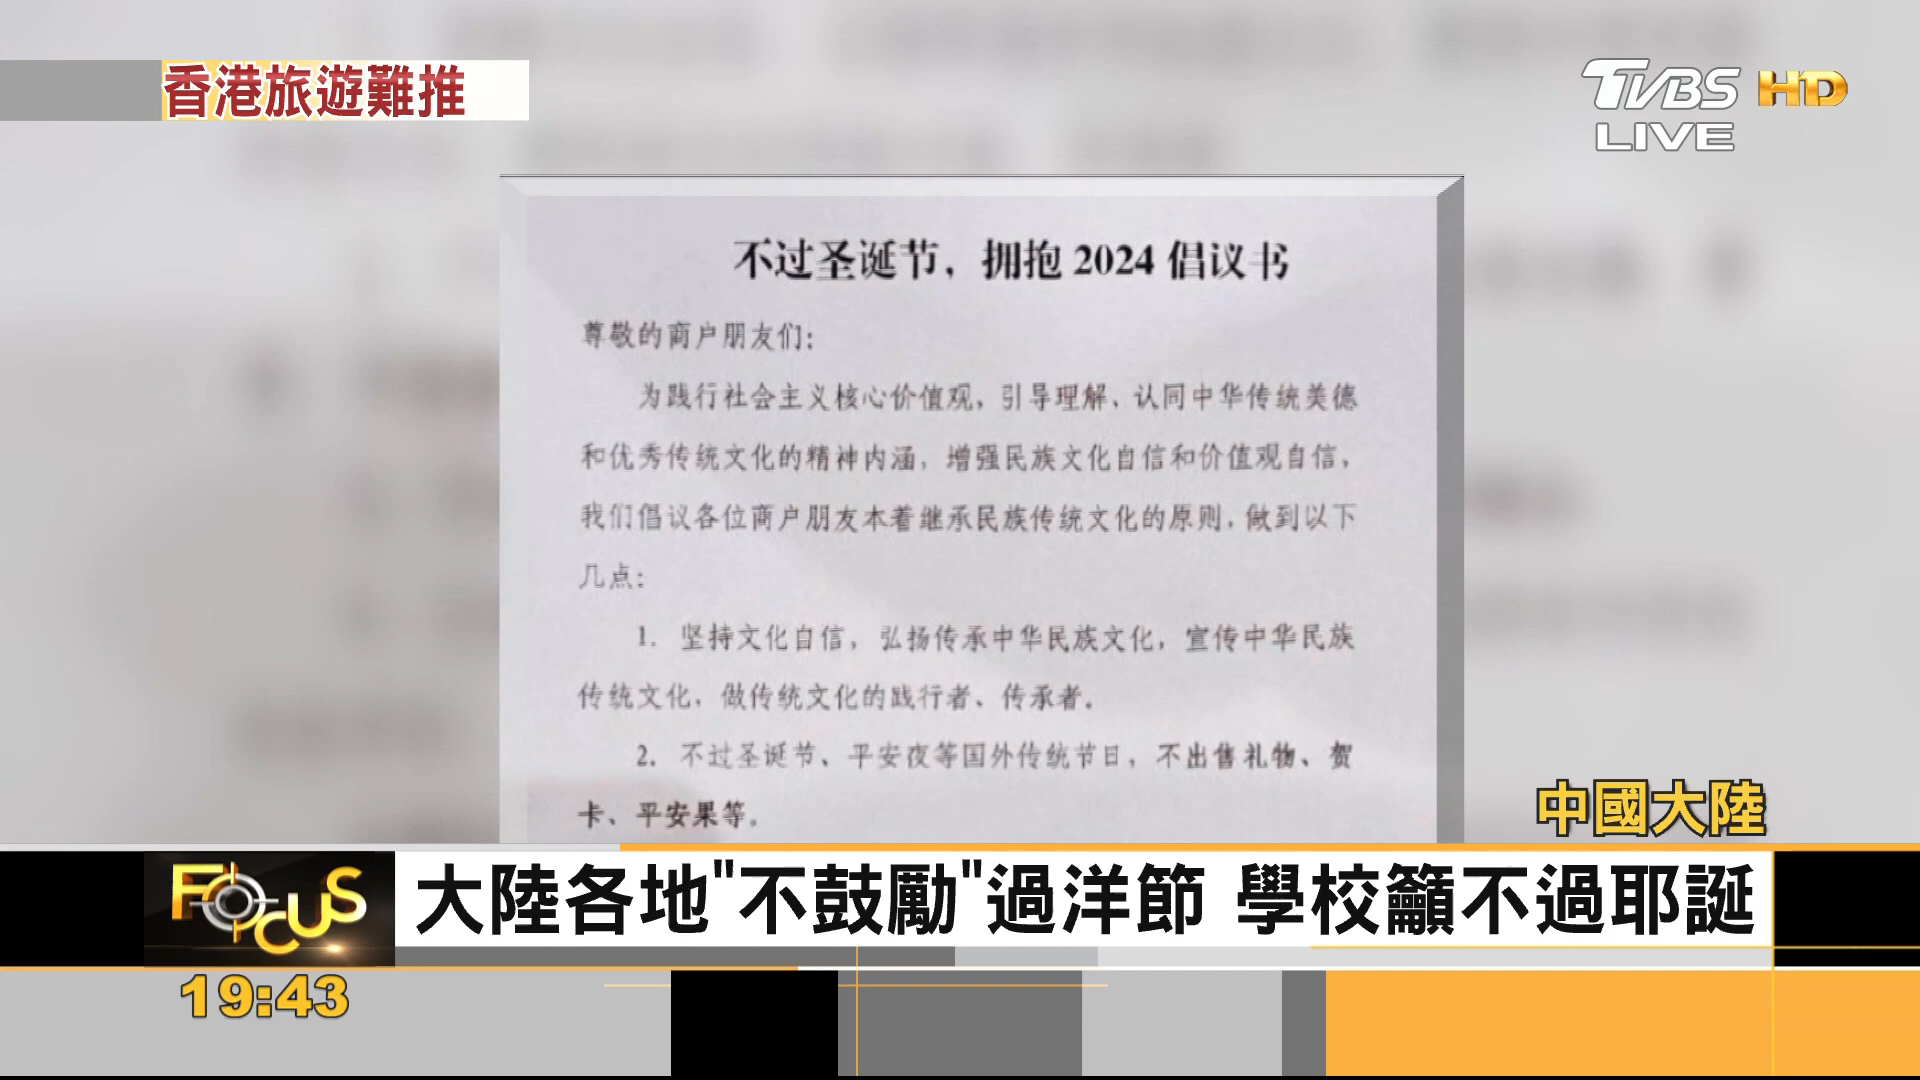 香港旅遊難推
TVBS HD
LIVE
不过圣诞节，拥抱2024倡议书
尊敬的商户朋友们：
为践行社会主义核心价值观，引导理解、认同中华传统美德
和优秀传统文化的精神内涵，增强民族文化自信和价值观自信，
我们倡议各位商户朋友本着继承民族传统文化的原则，做到以下
几点：
1. 坚持文化自信，弘扬传承中华民族文化，宣传中华民族
传统文化，做传统文化的践行者、传承者。
2. 不过圣诞节、平安夜等国外传统节日，不出售礼物、贺
卡、平安果等。
中國大陸
FOCUS
大陸各地"不鼓勵"過洋節 學校籲不過耶誕
19:43